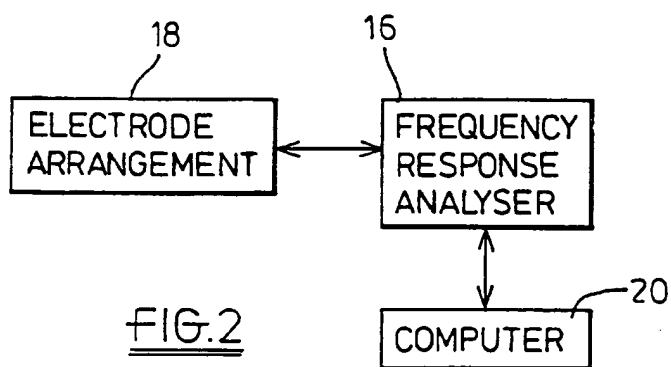 18
16
ELECTRODE
ARRANGEMENT
FREQUENCY
RESPONSE
ANALYSER
20
COMPUTER
FIG.2